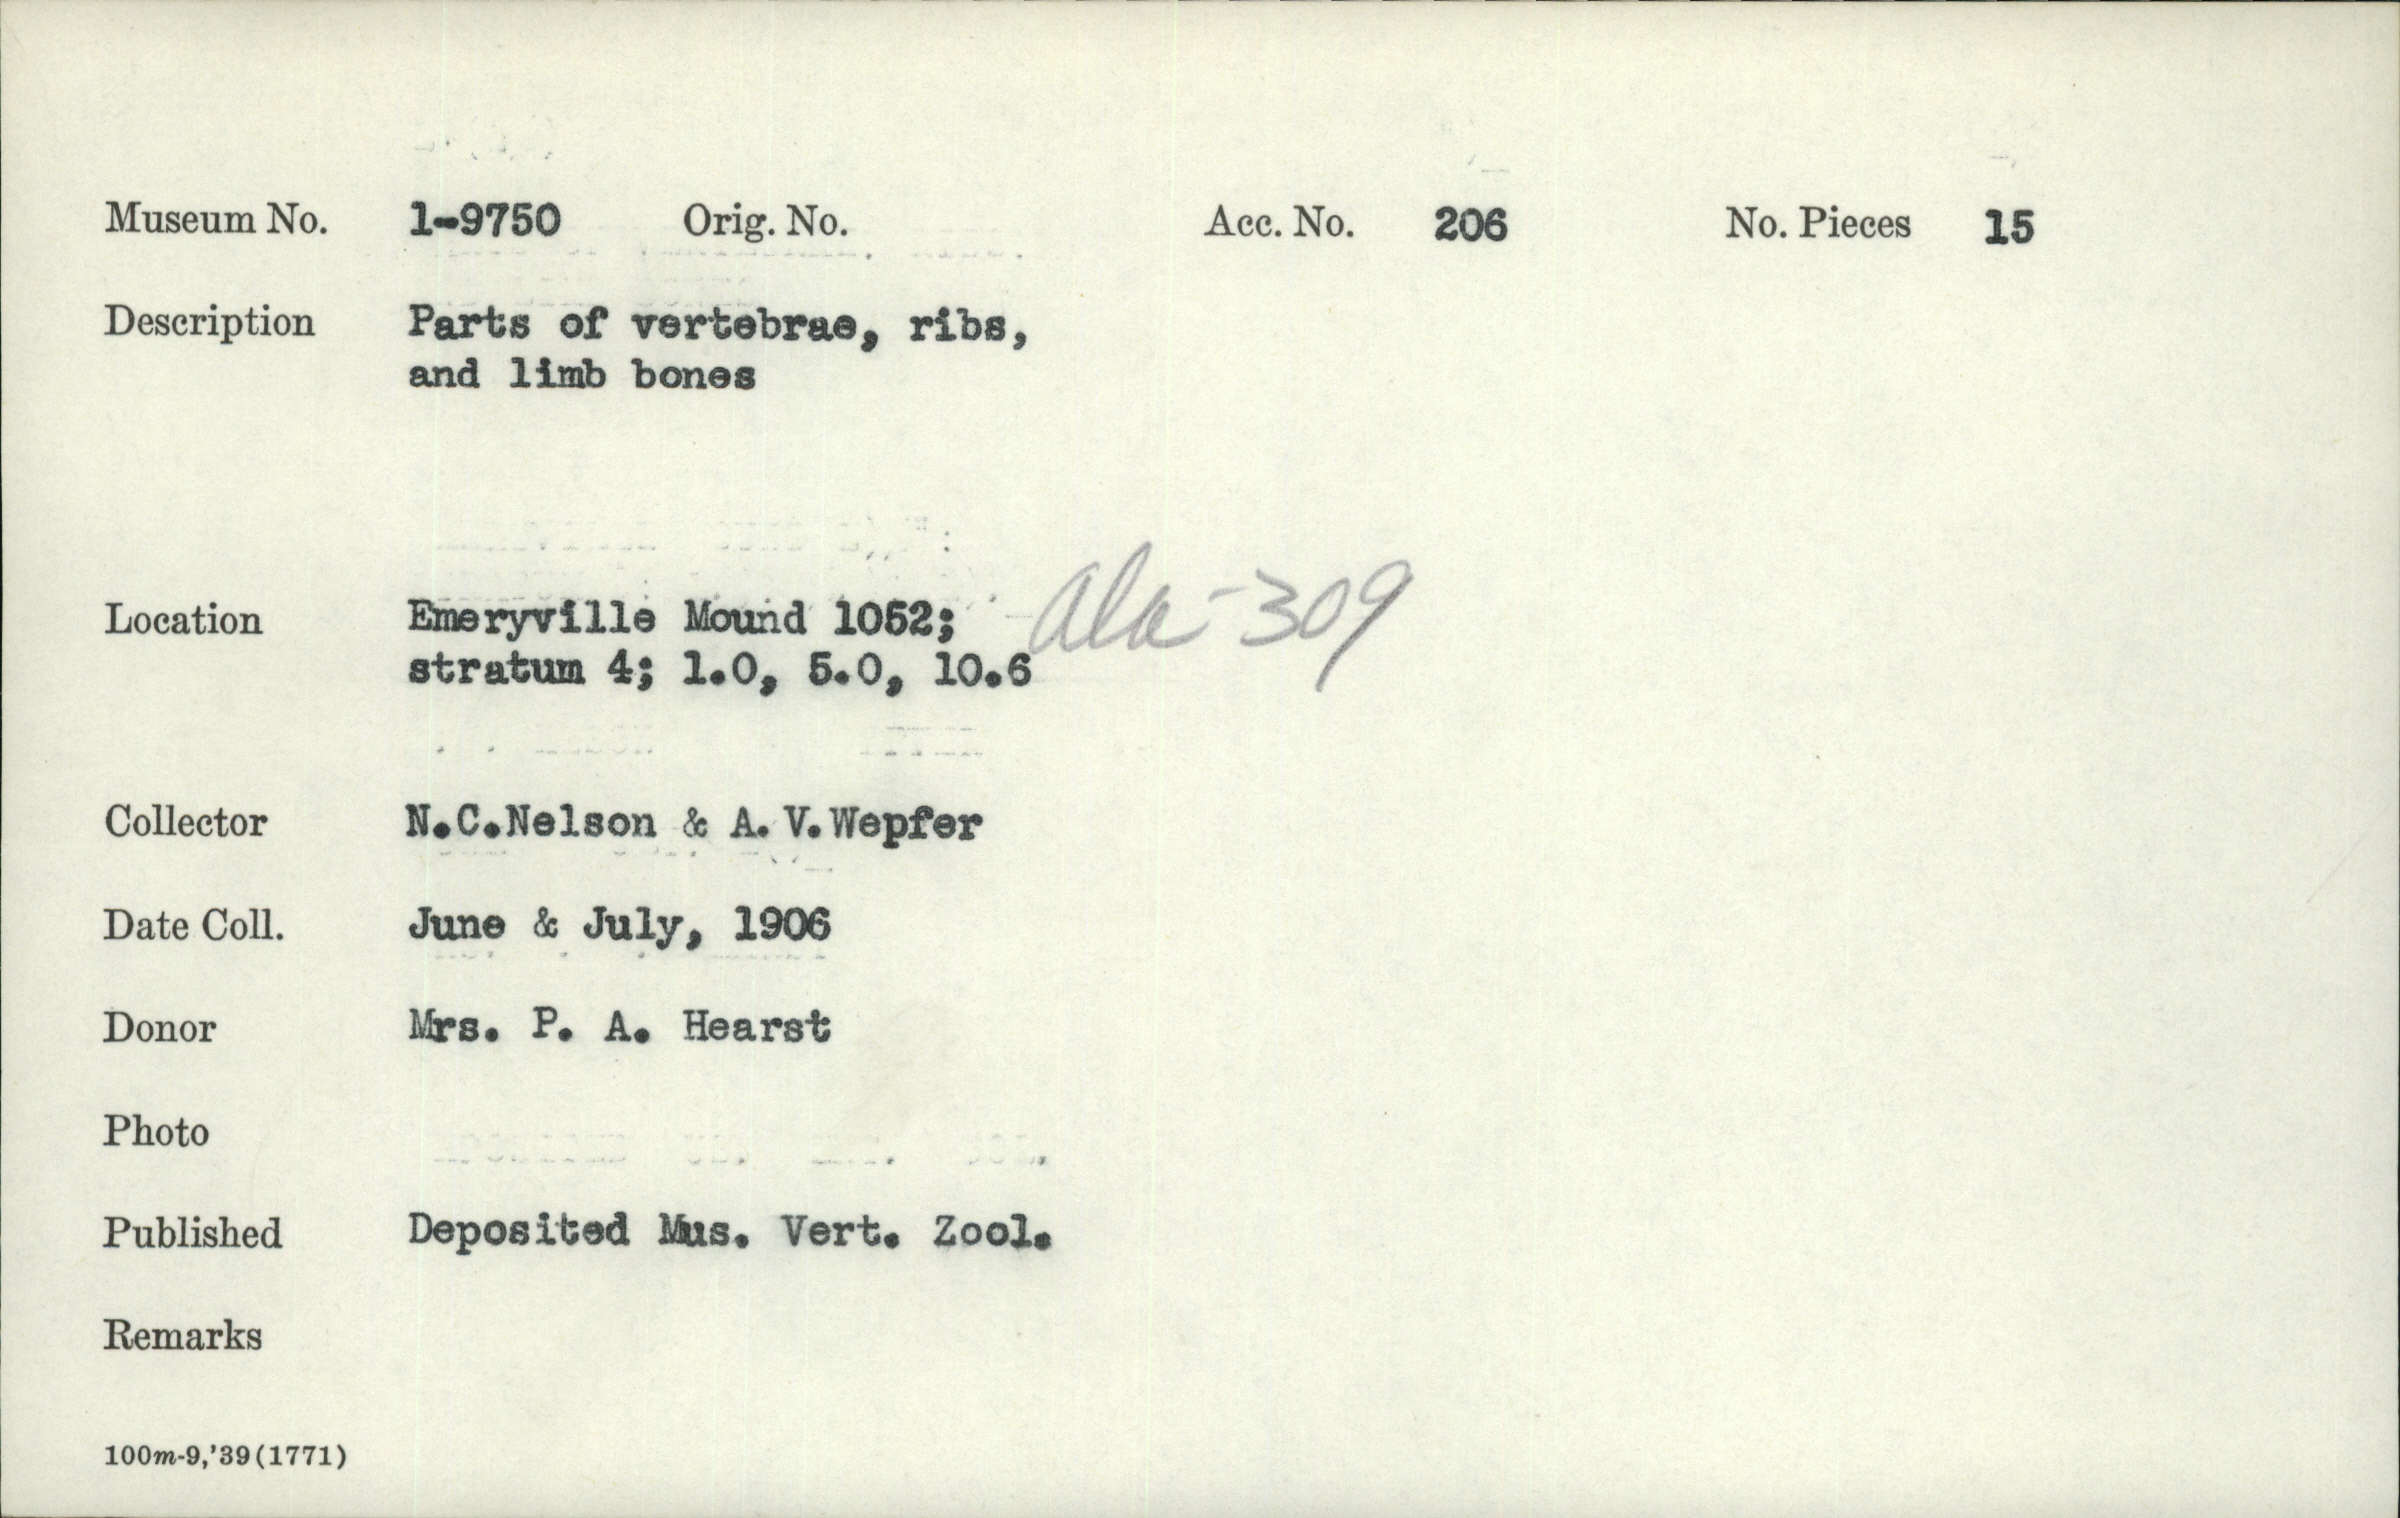 Museum No. 1-9750 Orig. No. Acc. No. 206 No. Pieces 15
Description Parts of vertebrae, ribs,
and limb bones
Location Emeryville Mound 1052; Ala-309
stratum 4; 1.0, 5.0, 10.6
Collector N.C.Nelson & A.V.Wepfer
Date Coll. June & July, 1906
Donor Mrs. P. A. Hearst
Photo
Published Deposited Mus. Vert. Zool.
Remarks
100m-9,'39(1771)